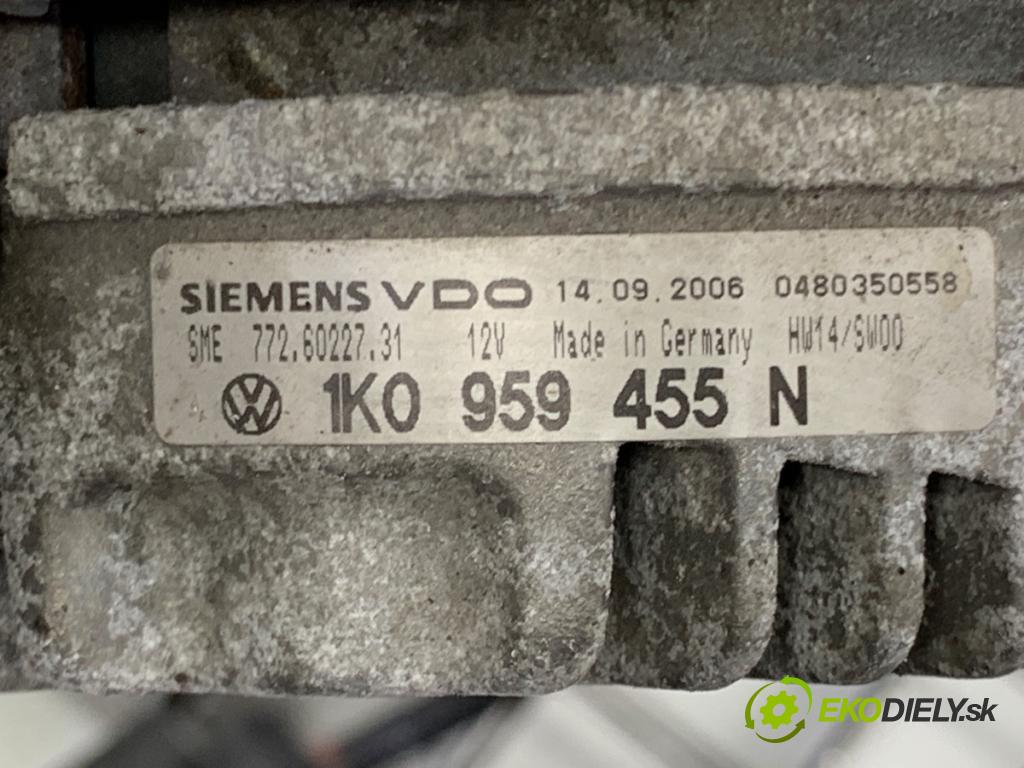 SIEMENS VDO 14.09.2006 0480350558
SME 772.60227.31 12V Made in Germany HW14/SW00
1K0 959 455 N
EKODIELY.sk